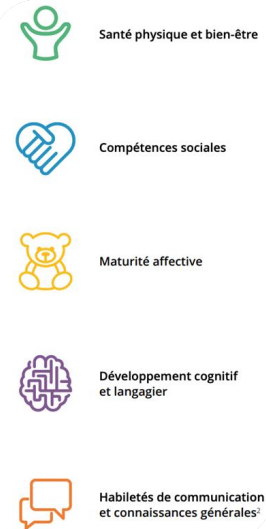 Santé physique et bien-être
Compétences sociales
Maturité affective
Développement cognitif
et langagier
Habiletés de communication
et connaissances générales²